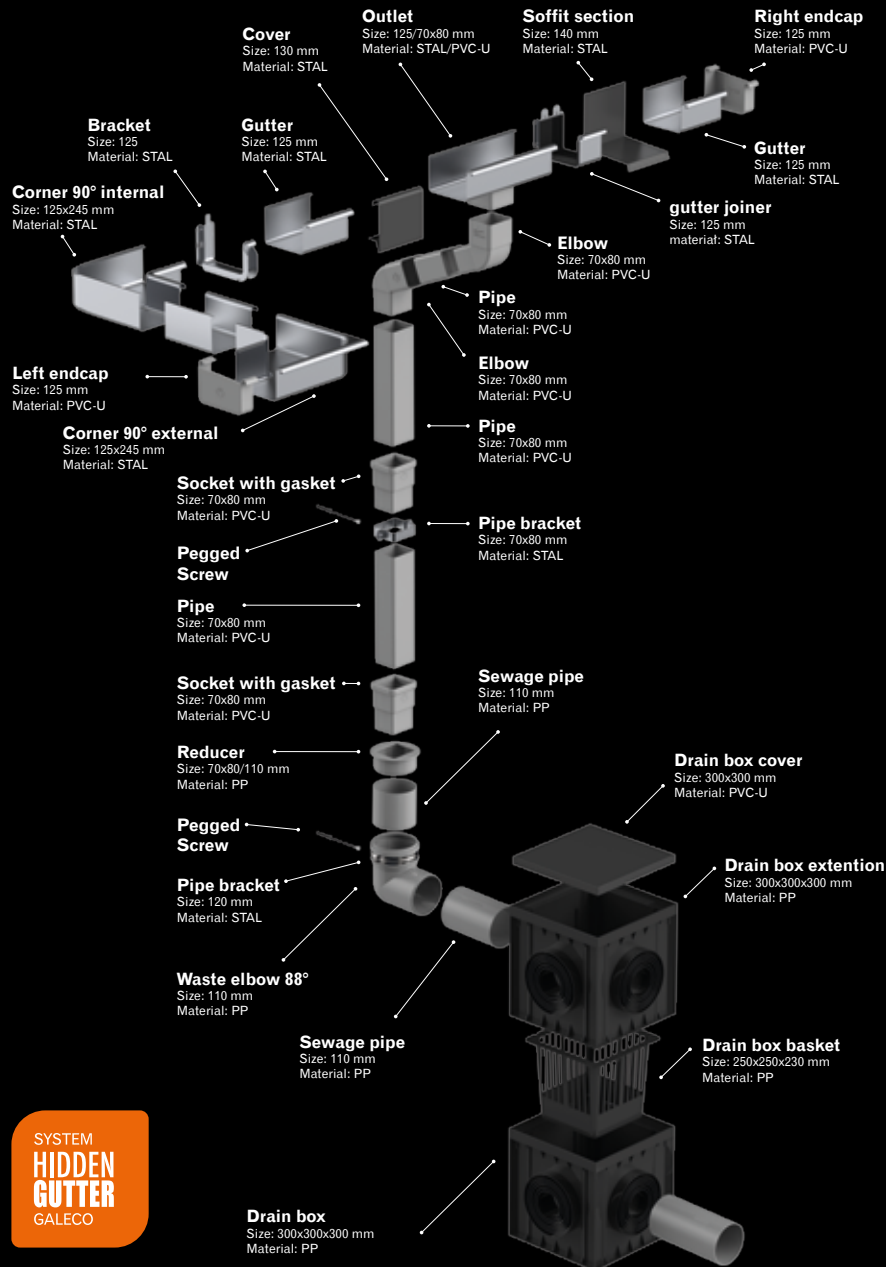 Outlet
Size: 125/70x80 mm
Material: STAL/PVC-U
Soffit section
Size: 140 mm
Material: STAL
Right endcap
Size: 125 mm
Material: PVC-U
Cover
Size: 130 mm
Material: STAL
Bracket
Size: 125
Material: STAL
Gutter
Size: 125 mm
Material: STAL
Gutter
Size: 125 mm
Material: STAL
Corner 90° internal
Size: 125x245 mm
Material: STAL
gutter joiner
Size: 125 mm
material: STAL
Elbow
Size: 70x80 mm
Material: PVC-U
Pipe
Size: 70x80 mm
Material: PVC-U
Elbow
Size: 70x80 mm
Material: PVC-U
Left endcap
Size: 125 mm
Material: PVC-U
Pipe
Size: 70x80 mm
Material: PVC-U
Corner 90° external
Size: 125x245 mm
Material: STAL
Socket with gasket
Size: 70x80 mm
Material: PVC-U
Pipe bracket
Size: 70x80 mm
Material: STAL
Pegged
Screw
Pipe
Size: 70x80 mm
Material: PVC-U
Socket with gasket
Size: 70x80 mm
Material: PVC-U
Sewage pipe
Size: 110 mm
Material: PP
Reducer
Size: 70x80/110 mm
Material: PP
Drain box cover
Size: 300x300 mm
Material: PVC-U
Pegged
Screw
Drain box extention
Size: 300x300x300 mm
Material: PP
Pipe bracket
Size: 120 mm
Material: STAL
Waste elbow 88°
Size: 110 mm
Material: PP
Sewage pipe
Size: 110 mm
Material: PP
Drain box basket
Size: 250x250x230 mm
Material: PP
SYSTEM
HIDDEN
GUTTER
GALECO
Drain box
Size: 300x300x300 mm
Material: PP